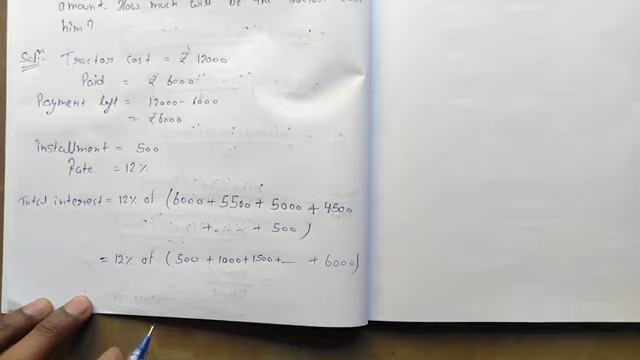 amount. How much will be the tractor cost
him?
Solⁿ:- Tractor cost = ₹ 12000
Paid = ₹ 6000
Payment left = 12000 - 6000
= ₹6000
installment = 500
Rate = 12%
Total interest = 12% of (6000 + 5500 + 5000 + 4500
+ ... + 500)
= 12% of (500 + 1000 + 1500 + ... + 6000)